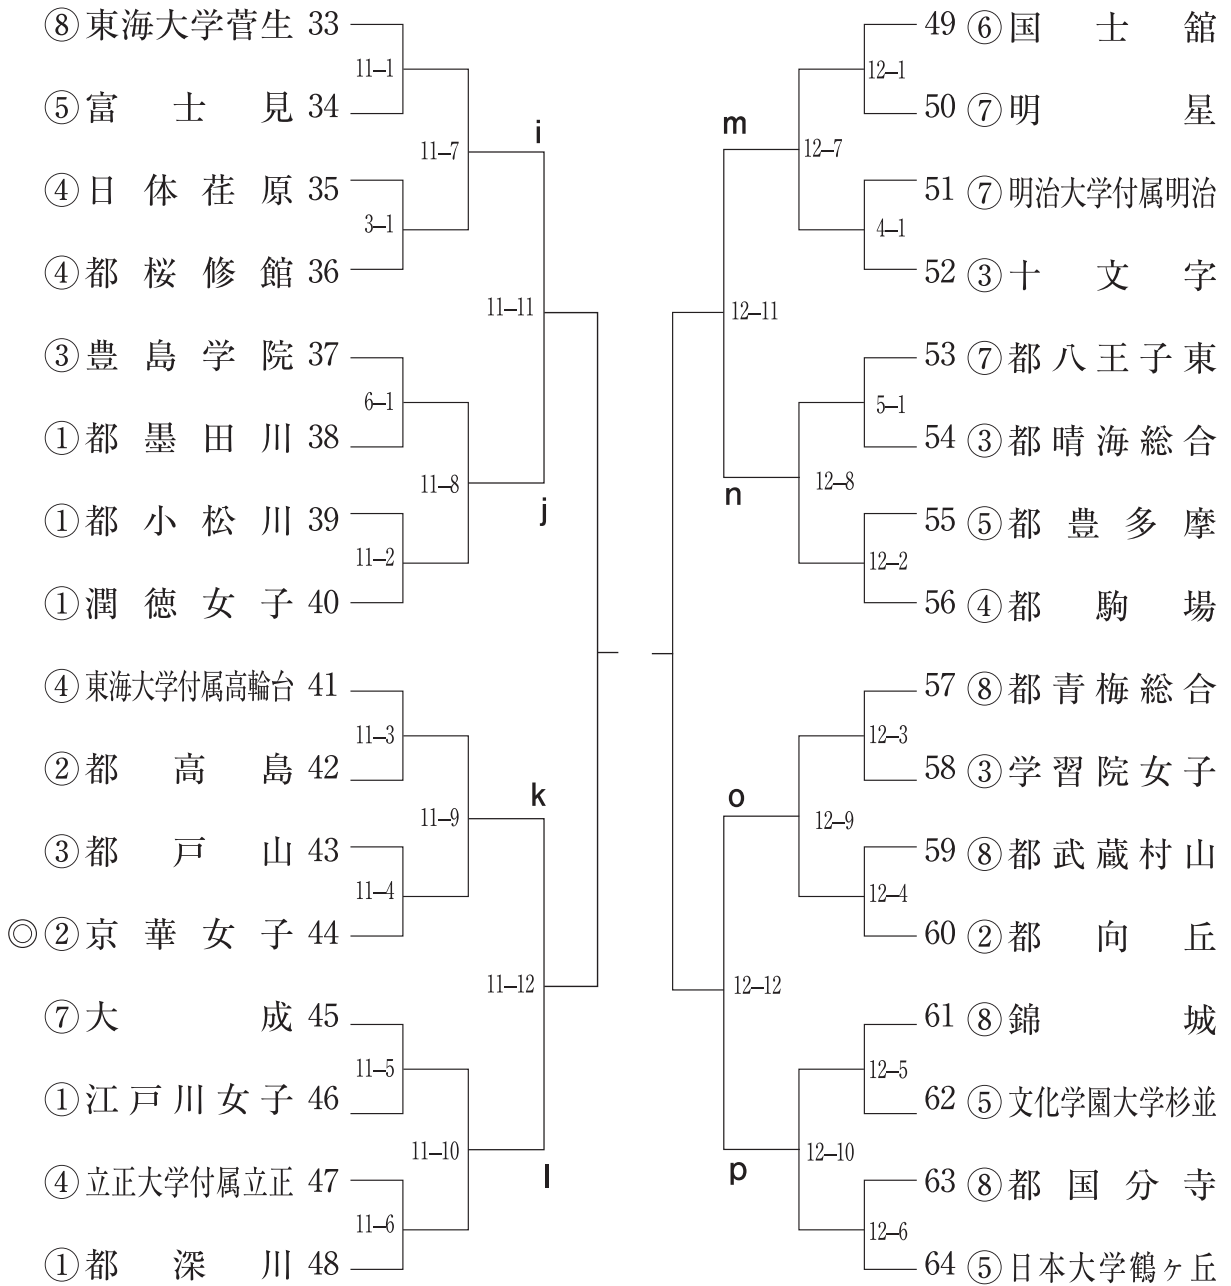 ⑧東海大学菅生 33
11–1
⑤富士見 34
11–7
i
④日体荏原 35
3–1
④都桜修館 36
11–11
③豊島学院 37
6–1
①都墨田川 38
11–8
j
①都小松川 39
11–2
①潤徳女子 40
④東海大学付属高輪台 41
11–3
②都高島 42
11–9
k
③都戸山 43
11–4
◎②京華女子 44
11–12
⑦大成 45
11–5
①江戸川女子 46
11–10
l
④立正大学付属立正 47
11–6
①都深川 48
49 ⑥国士舘
12–1
50 ⑦明星
m
12–7
51 ⑦明治大学付属明治
4–1
52 ③十文字
12–11
53 ⑦都八王子東
5–1
54 ③都晴海総合
n
12–8
55 ⑤都豊多摩
12–2
56 ④都駒場
57 ⑧都青梅総合
12–3
58 ③学習院女子
o
12–9
59 ⑧都武蔵村山
12–4
60 ②都向丘
12–12
61 ⑧錦城
12–5
62 ⑤文化学園大学杉並
p
12–10
63 ⑧都国分寺
12–6
64 ⑤日本大学鶴ヶ丘